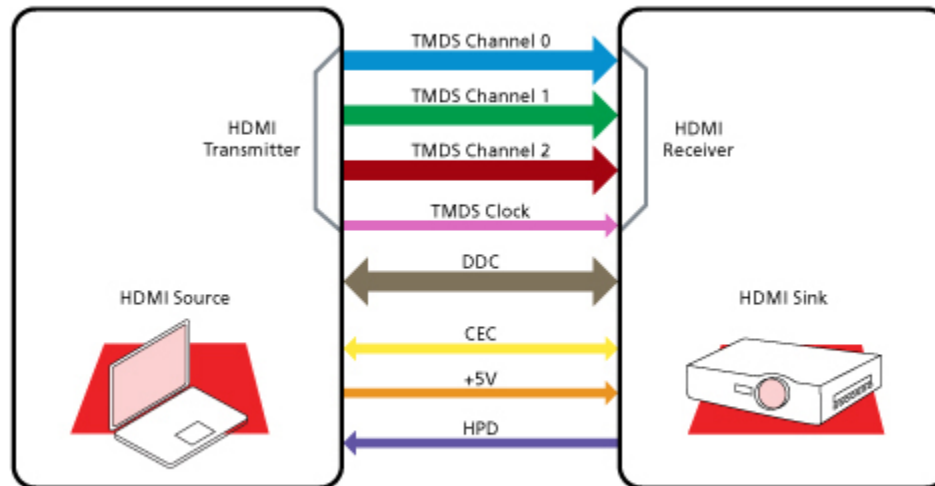 TMDS Channel 0
TMDS Channel 1
HDMI
Transmitter
HDMI
Receiver
TMDS Channel 2
TMDS Clock
DDC
HDMI Source
HDMI Sink
CEC
+5V
HPD